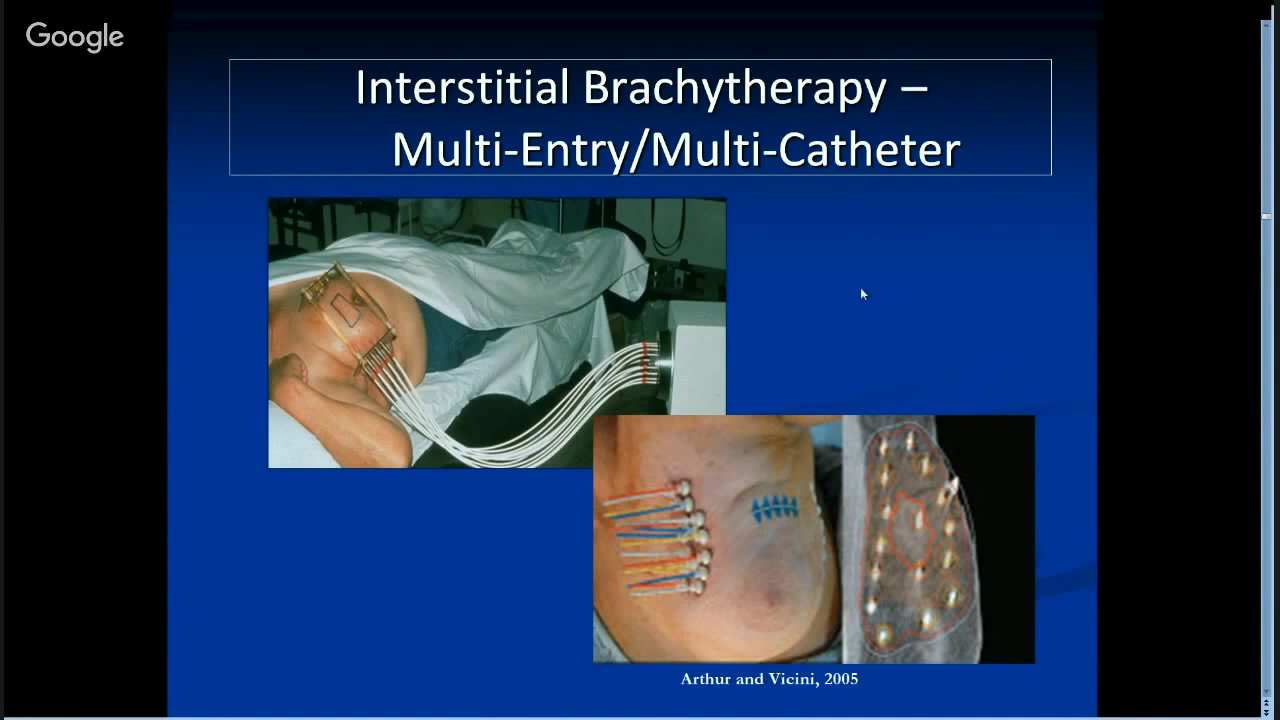 Google
Interstitial Brachytherapy –
Multi-Entry/Multi-Catheter
Arthur and Vicini, 2005